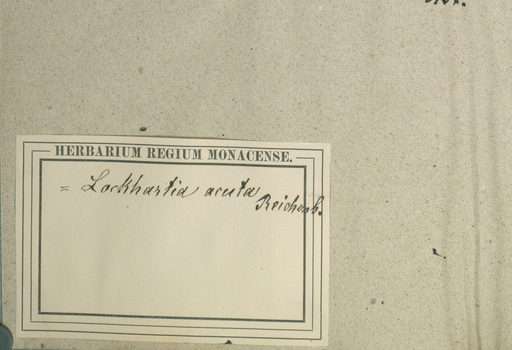 HERBARIUM REGIUM MONACENSE.
= Lockhartia acuta
Reichenb.